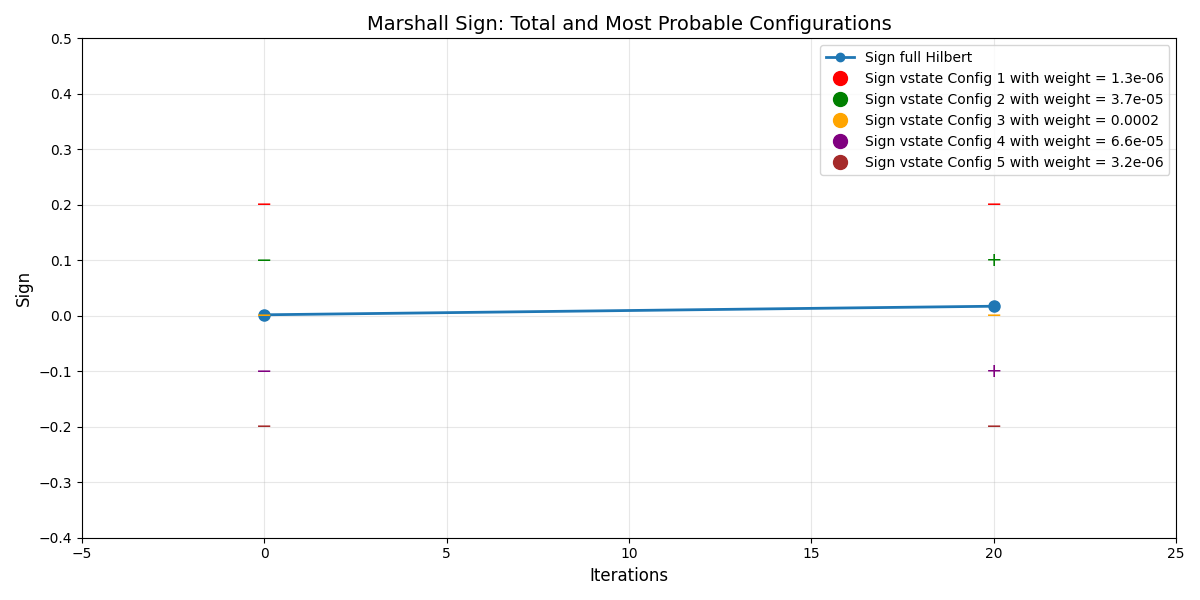 Marshall Sign: Total and Most Probable Configurations
Sign full Hilbert
Sign vstate Config 1 with weight = 1.3e-06
Sign vstate Config 2 with weight = 3.7e-05
Sign vstate Config 3 with weight = 0.0002
Sign vstate Config 4 with weight = 6.6e-05
Sign vstate Config 5 with weight = 3.2e-06
Sign
0.5
0.4
0.3
0.2
0.1
0.0
−0.1
−0.2
−0.3
−0.4
−5
0
5
10
15
20
25
Iterations